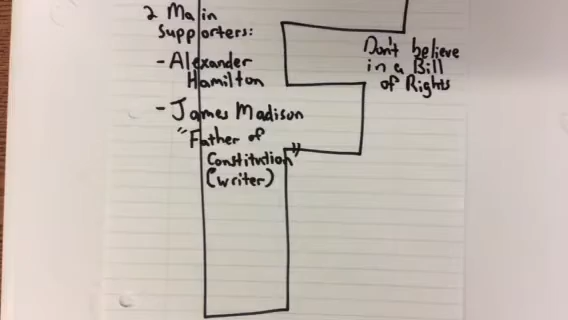 2 Main
Supporters:
- Alexander
Hamilton
- James Madison
"Father of
Constitution"
(writer)
Don't believe
in a Bill
of Rights